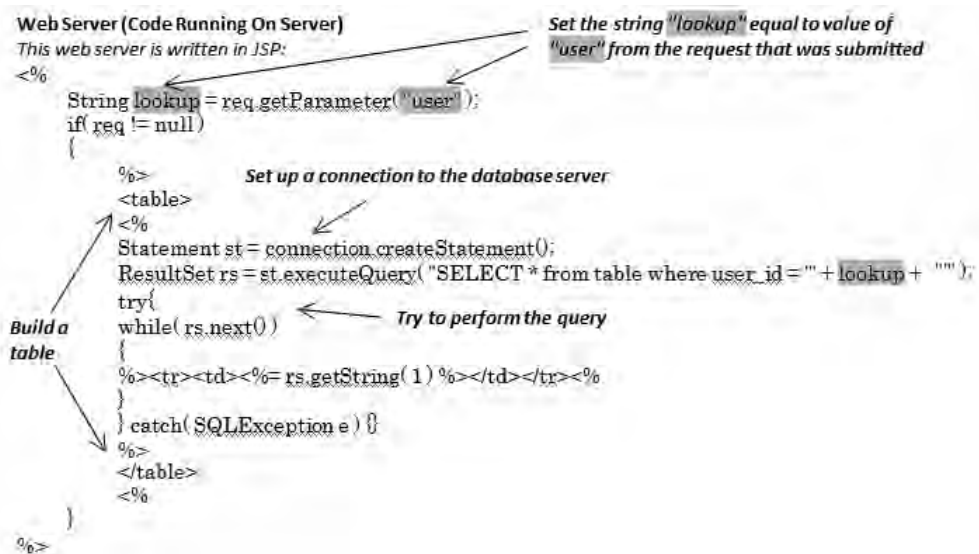 Web Server (Code Running On Server)
This web server is written in JSP:
Set the string "lookup" equal to value of
"user" from the request that was submitted
<%
String lookup = req.getParameter("user");
if( req != null)
{
%>
Set up a connection to the database server
<table>
<%
Statement st = connection.createStatement();
ResultSet rs = st.executeQuery( "SELECT * from table where user_id ='" + lookup + "'" );
try{
Try to perform the query
Build a
table
while( rs.next())
{
%><tr><td><%= rs.getString( 1 ) %></td></tr><%
}
} catch( SQLException e ) {}
%>
</table>
<%
}
%>